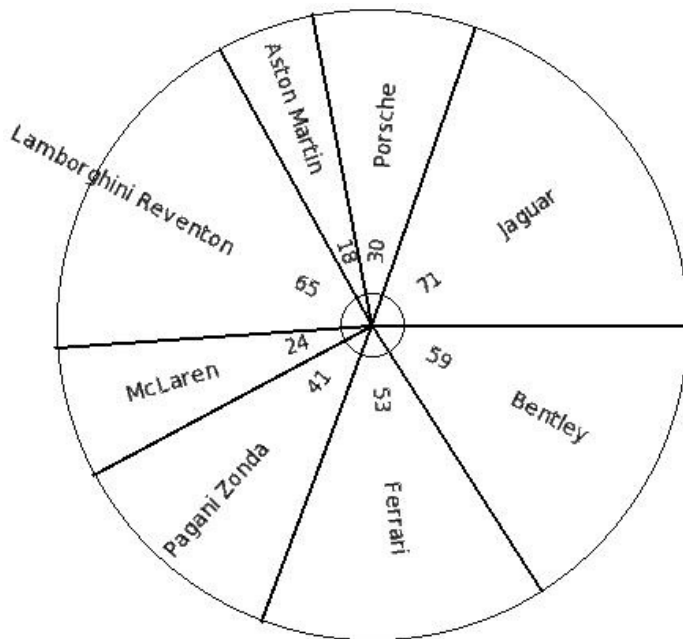 Aston Martin
18
Porsche
30
Jaguar
71
Lamborghini Reventon
65
McLaren
24
Pagani Zonda
41
Ferrari
53
Bentley
59